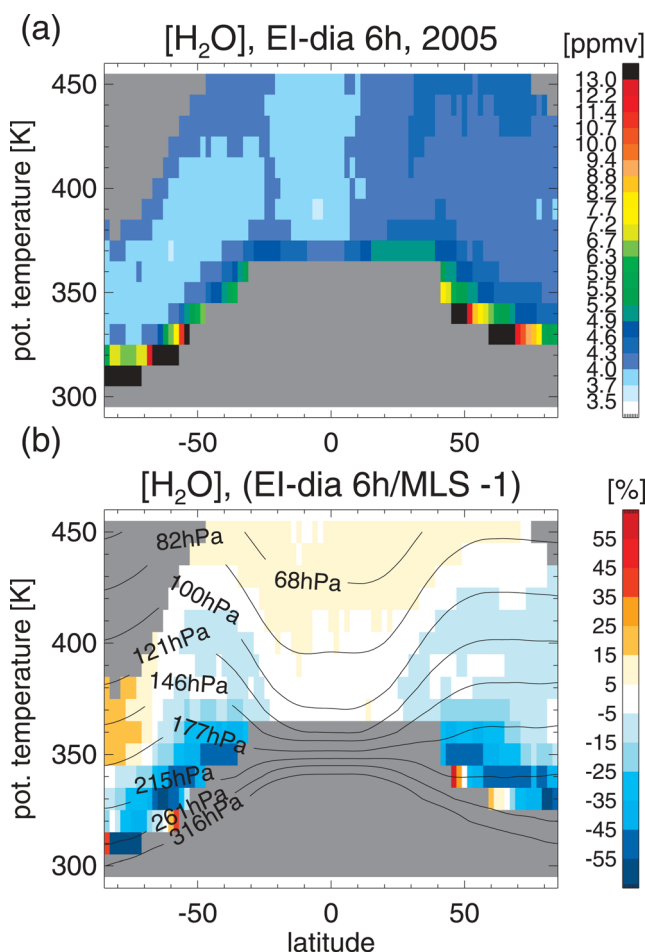 (a) [H₂O], EI-dia 6h, 2005 [ppmv]
450
400
350
300
pot. temperature [K]
-50 0 50
13.0
12.2
11.4
10.7
10.0
9.4
8.8
8.2
7.7
7.2
6.7
6.3
5.9
5.5
5.2
4.9
4.6
4.3
4.0
3.7
3.5
(b) [H₂O], (EI-dia 6h/MLS -1) [%]
450
400
350
300
pot. temperature [K]
82hPa
68hPa
100hPa
121hPa
146hPa
177hPa
215hPa
261hPa
316hPa
-50 0 50
latitude
55
45
35
25
15
5
-5
-15
-25
-35
-45
-55